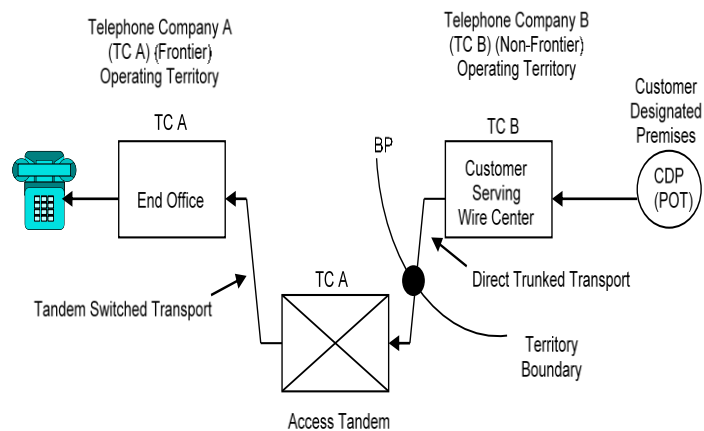 Telephone Company A
(TC A) (Frontier)
Operating Territory
Telephone Company B
(TC B) (Non-Frontier)
Operating Territory
Customer
Designated
Premises
TC A
BP
TC B
End Office
Customer
Serving
Wire Center
CDP
(POT)
TC A
Direct Trunked Transport
Tandem Switched Transport
Territory
Boundary
Access Tandem